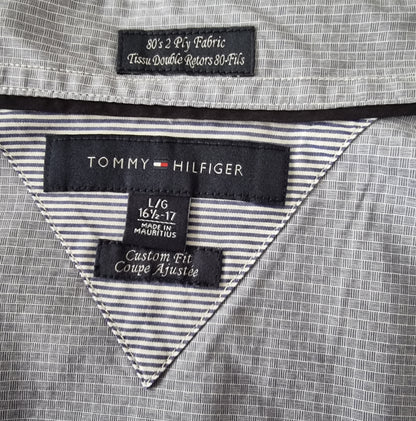 80's 2 Ply Fabric
Tissu Double Retors 80-Fils
TOMMY HILFIGER
L/G
16½-17
MADE IN
MAURITIUS
Custom Fit
Coupe Ajustée